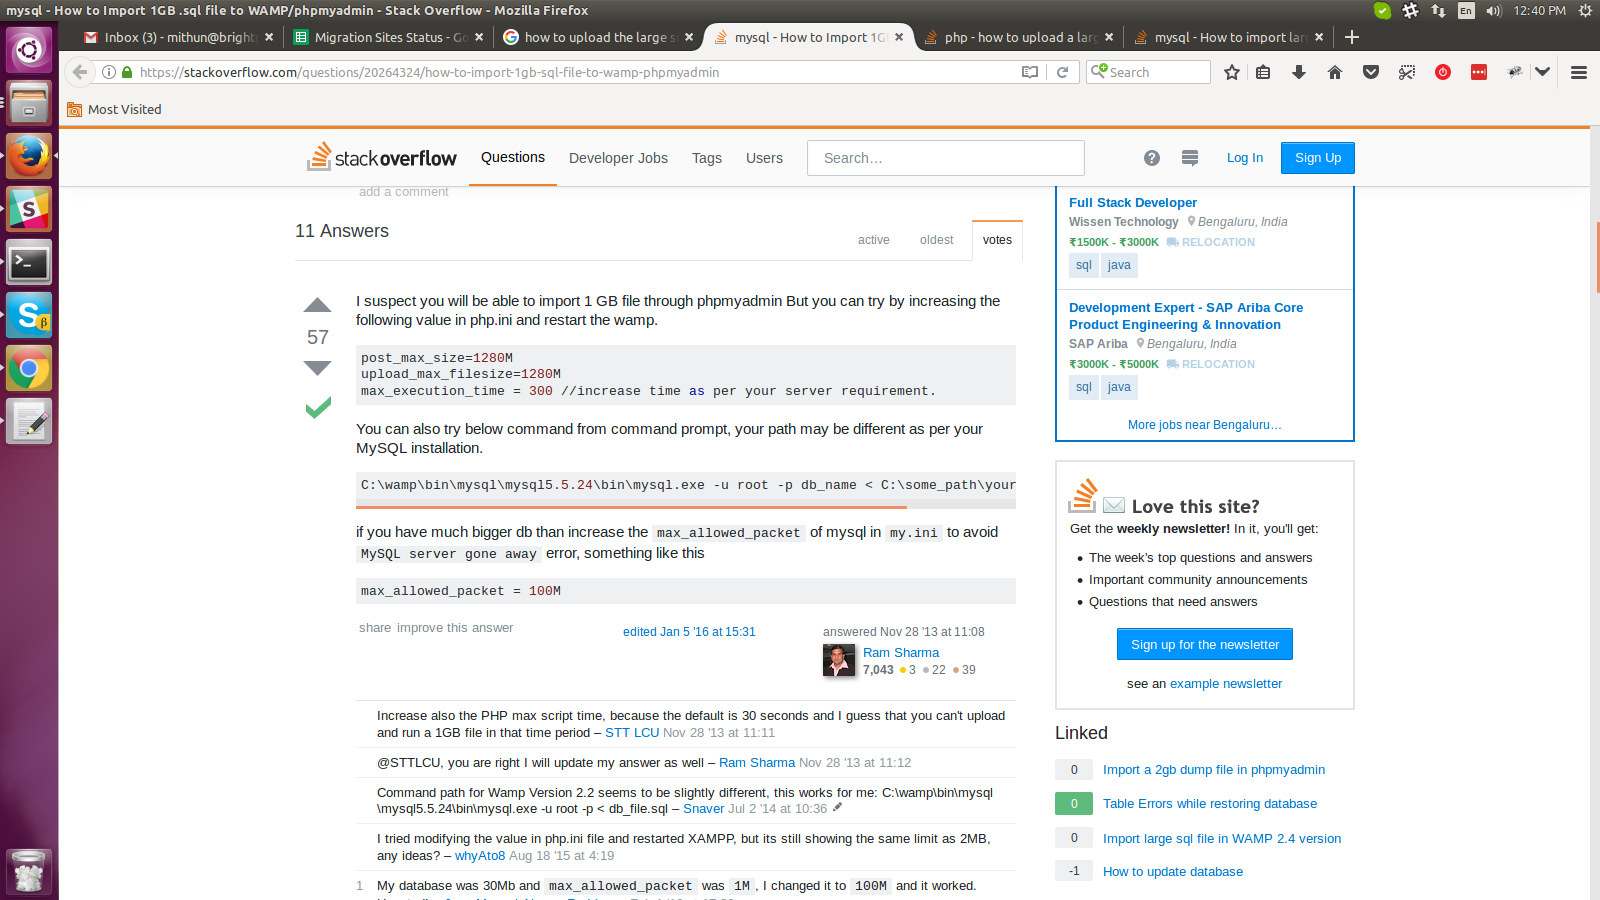 mysql - How to Import 1GB .sql file to WAMP/phpmyadmin - Stack Overflow - Mozilla Firefox
En
12:40 PM
Inbox (3) - mithun@bright
Migration Sites Status - Go
how to upload the large s
mysql - How to Import 1G
php - how to upload a larg
mysql - How to import lar
https://stackoverflow.com/questions/20264324/how-to-import-1gb-sql-file-to-wamp-phpmyadmin
Search
Most Visited
stackoverflow
Questions
Developer Jobs
Tags
Users
Search...
Log In
Sign Up
add a comment
11 Answers
active
oldest
votes
57
I suspect you will be able to import 1 GB file through phpmyadmin But you can try by increasing the
following value in php.ini and restart the wamp.
post_max_size=1280M
upload_max_filesize=1280M
max_execution_time = 300 //increase time as per your server requirement.
You can also try below command from command prompt, your path may be different as per your
MySQL installation.
C:\wamp\bin\mysql\mysql5.5.24\bin\mysql.exe -u root -p db_name < C:\some_path\your
if you have much bigger db than increase the max_allowed_packet of mysql in my.ini to avoid
MySQL server gone away error, something like this
max_allowed_packet = 100M
share improve this answer
edited Jan 5 '16 at 15:31
answered Nov 28 '13 at 11:08
Ram Sharma
7,043 3 22 39
Increase also the PHP max script time, because the default is 30 seconds and I guess that you can't upload
and run a 1GB file in that time period – STT LCU Nov 28 '13 at 11:11
@STTLCU, you are right I will update my answer as well – Ram Sharma Nov 28 '13 at 11:12
Command path for Wamp Version 2.2 seems to be slightly different, this works for me: C:\wamp\bin\mysql
\mysql5.5.24\bin\mysql.exe -u root -p < db_file.sql – Snaver Jul 2 '14 at 10:36
I tried modifying the value in php.ini file and restarted XAMPP, but its still showing the same limit as 2MB,
any ideas? – whyAto8 Aug 18 '15 at 4:19
1 My database was 30Mb and max_allowed_packet was 1M , I changed it to 100M and it worked.
Full Stack Developer
Wissen Technology Bengaluru, India
₹1500K - ₹3000K RELOCATION
sql java
Development Expert - SAP Ariba Core
Product Engineering & Innovation
SAP Ariba Bengaluru, India
₹3000K - ₹5000K RELOCATION
sql java
More jobs near Bengaluru...
Love this site?
Get the weekly newsletter! In it, you'll get:
The week's top questions and answers
Important community announcements
Questions that need answers
Sign up for the newsletter
see an example newsletter
Linked
0 Import a 2gb dump file in phpmyadmin
0 Table Errors while restoring database
0 Import large sql file in WAMP 2.4 version
-1 How to update database